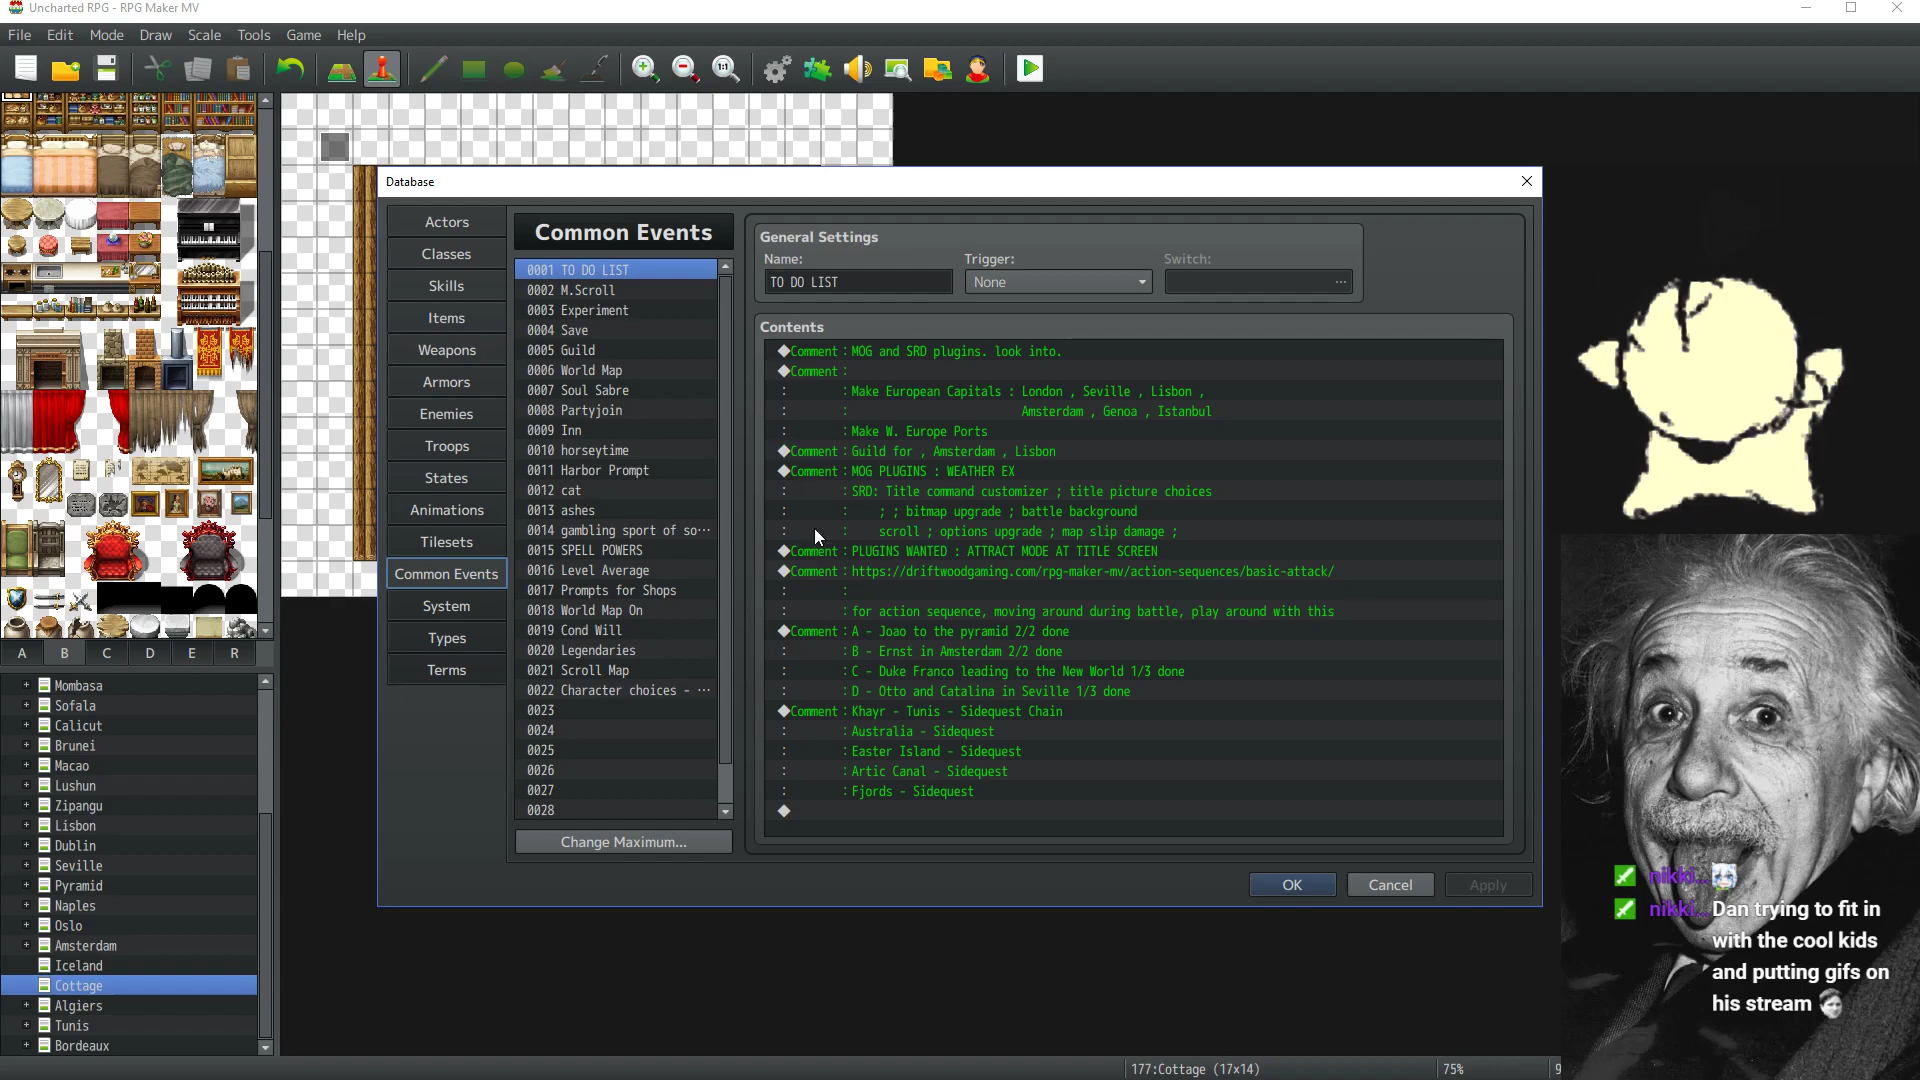 Uncharted RPG - RPG Maker MV
File Edit Mode Draw Scale Tools Game Help
1:1
Database
Actors
Classes
Skills
Items
Weapons
Armors
Enemies
Troops
States
Animations
Tilesets
Common Events
System
Types
Terms
Common Events
0001 TO DO LIST
0002 M.Scroll
0003 Experiment
0004 Save
0005 Guild
0006 World Map
0007 Soul Sabre
0008 Partyjoin
0009 Inn
0010 horseytime
0011 Harbor Prompt
0012 cat
0013 ashes
0014 gambling sport of so···
0015 SPELL POWERS
0016 Level Average
0017 Prompts for Shops
0018 World Map On
0019 Cond Will
0020 Legendaries
0021 Scroll Map
0022 Character choices - ···
0023
0024
0025
0026
0027
0028
Change Maximum...
General Settings
Name: Trigger: Switch:
TO DO LIST None ...
Contents
◆Comment : MOG and SRD plugins. look into.
◆Comment :
: : Make European Capitals : London , Seville , Lisbon ,
: : Amsterdam , Genoa , Istanbul
: : Make W. Europe Ports
◆Comment : Guild for , Amsterdam , Lisbon
◆Comment : MOG PLUGINS : WEATHER EX
: : SRD: Title command customizer ; title picture choices
: : ; ; bitmap upgrade ; battle background
: : scroll ; options upgrade ; map slip damage ;
◆Comment : PLUGINS WANTED : ATTRACT MODE AT TITLE SCREEN
◆Comment : https://driftwoodgaming.com/rpg-maker-mv/action-sequences/basic-attack/
: :
: : for action sequence, moving around during battle, play around with this
◆Comment : A - Joao to the pyramid 2/2 done
: : B - Ernst in Amsterdam 2/2 done
: : C - Duke Franco leading to the New World 1/3 done
: : D - Otto and Catalina in Seville 1/3 done
◆Comment : Khayr - Tunis - Sidequest Chain
: : Australia - Sidequest
: : Easter Island - Sidequest
: : Artic Canal - Sidequest
: : Fjords - Sidequest
◆
OK Cancel Apply
A B C D E R
Mombasa
Sofala
Calicut
Brunei
Macao
Lushun
Zipangu
Lisbon
Dublin
Seville
Pyramid
Naples
Oslo
Amsterdam
Iceland
Cottage
Algiers
Tunis
Bordeaux
177:Cottage (17x14) 75% 9
nikki...
nikki... Dan trying to fit in
with the cool kids
and putting gifs on
his stream